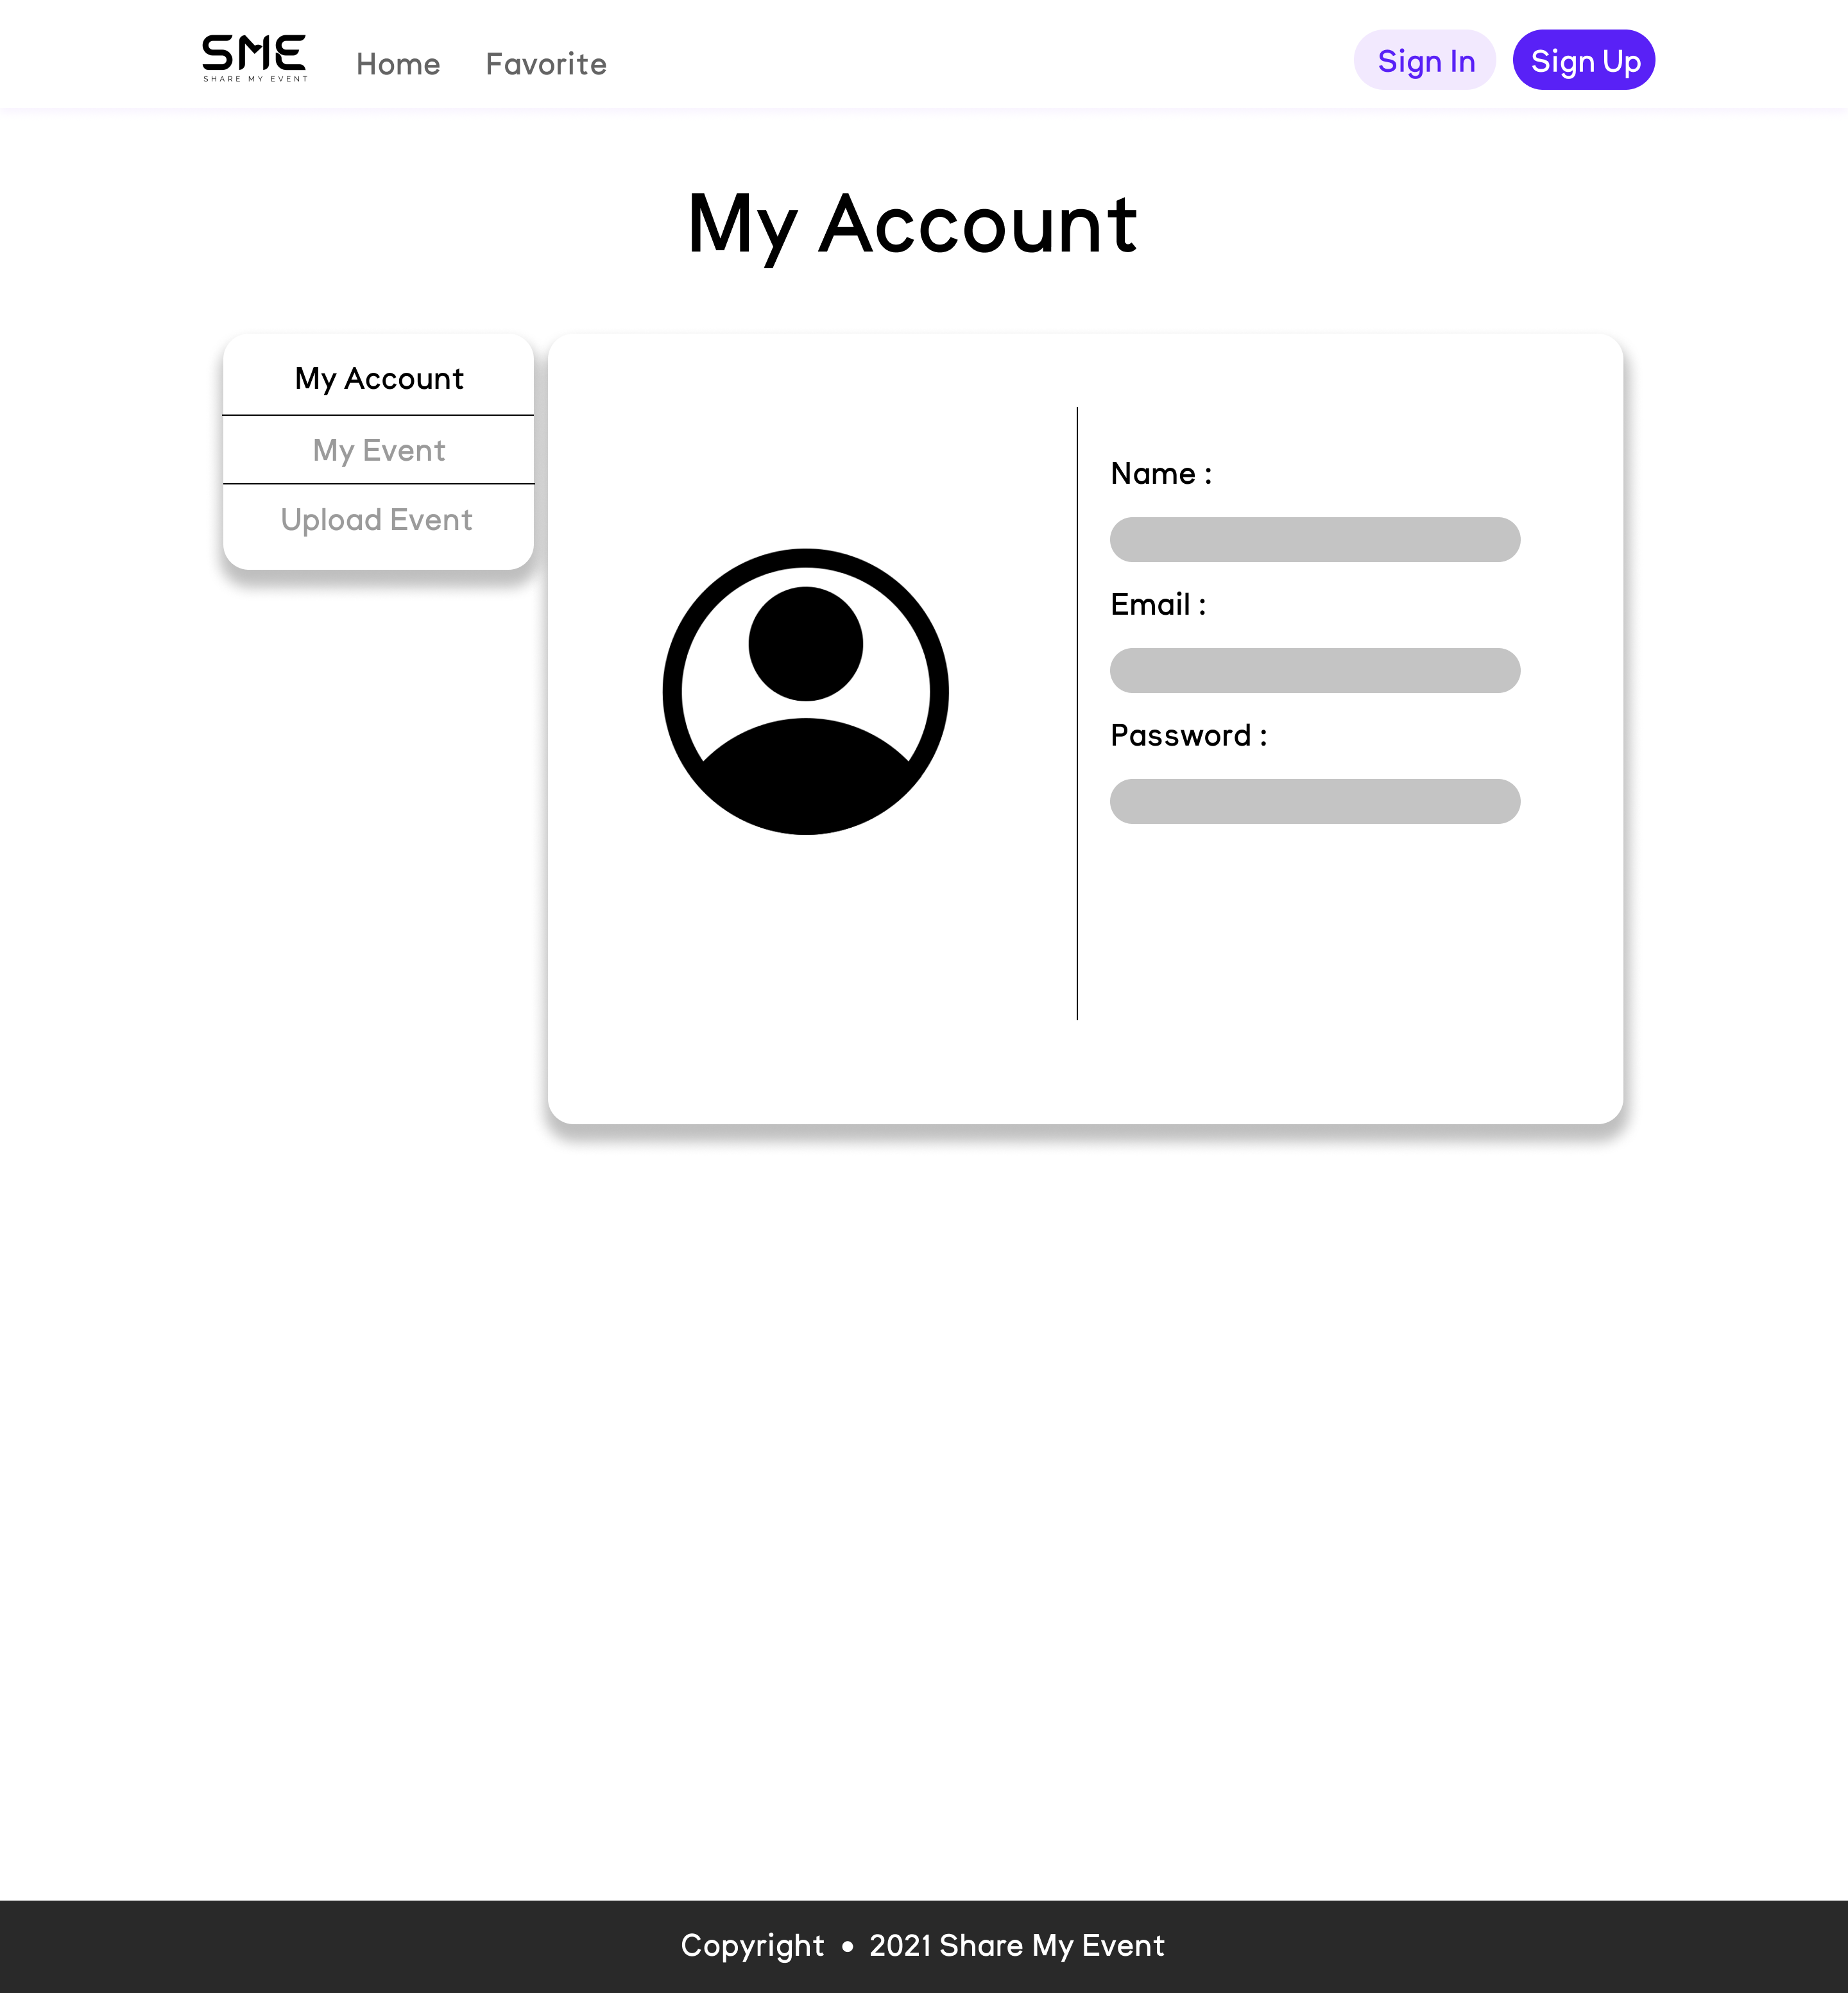 SME
SHARE MY EVENT
Home
Favorite
Sign In
Sign Up
My Account
My Account
My Event
Upload Event
Name :
Email :
Password :
Copyright • 2021 Share My Event